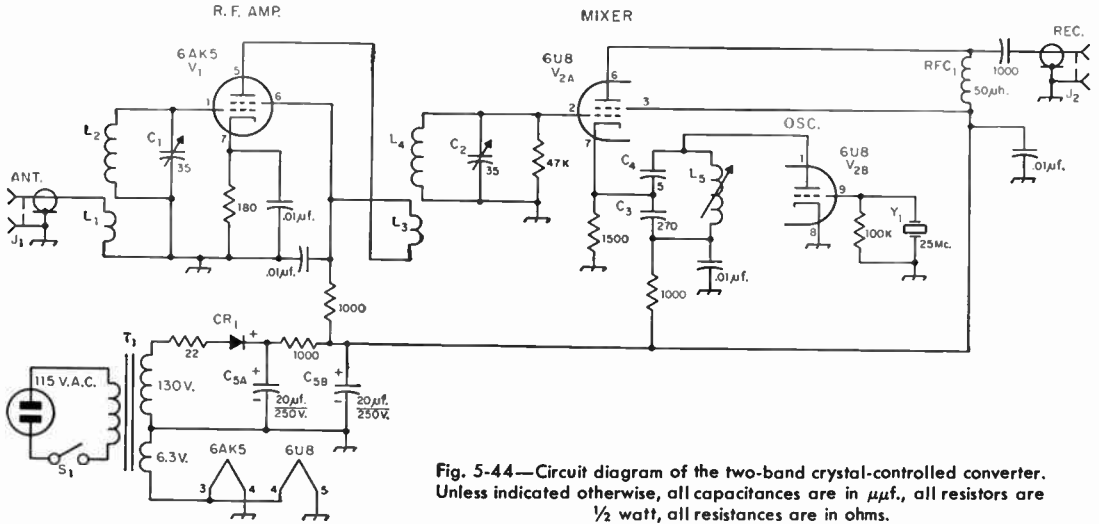 R.F. AMP.
MIXER
6AK5
V1
5
1
6
7
L2
C1
35
ANT.
J1
L1
180
.01µf.
.01µf.
L3
1000
6U8
V2A
6
2
3
7
L4
C2
35
47K
C4
5
L5
C3
270
1500
.01µf.
1000
OSC.
6U8
V2B
1
9
8
Y1
100K
25Mc.
RFC1
50µh.
1000
REC.
J2
.01µf.
T1
115 V.A.C.
S1
130V.
6.3V.
22
CR1
+
1000
C5A
+
−
20µf.
250V.
C5B
+
−
20µf.
250V.
6AK5
3
4
6U8
4
5
Fig. 5-44—Circuit diagram of the two-band crystal-controlled converter.
Unless indicated otherwise, all capacitances are in µµf., all resistors are
½ watt, all resistances are in ohms.